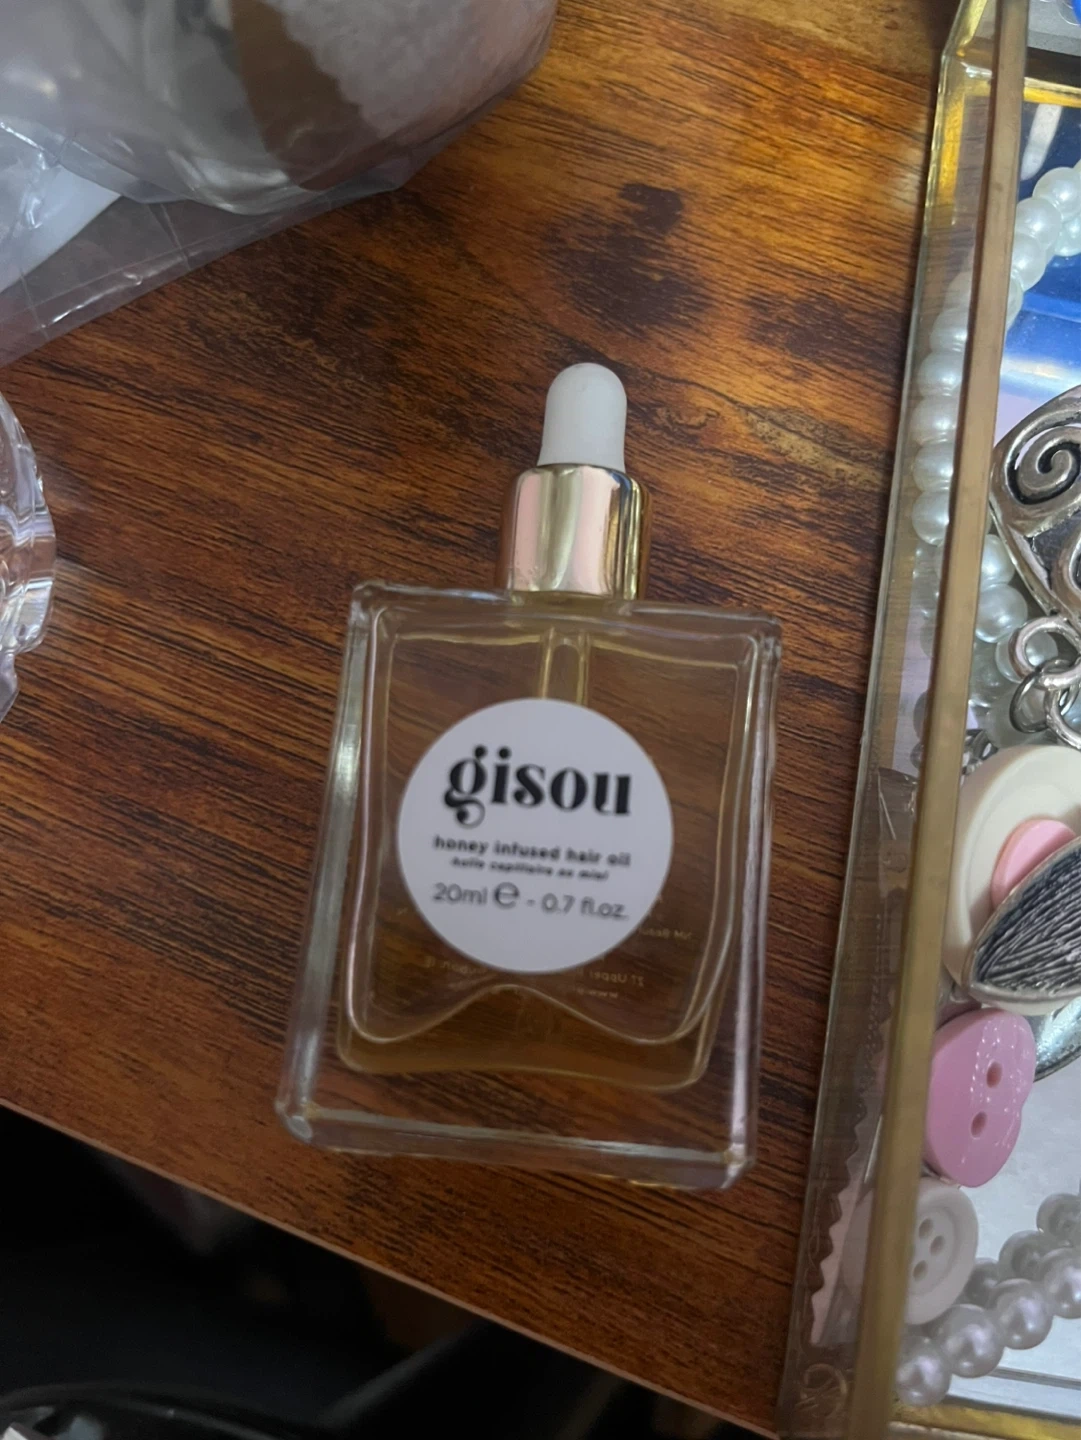 gisou
honey infused hair oil
huile capillaire au miel
20ml ℮ - 0.7 fl.oz.